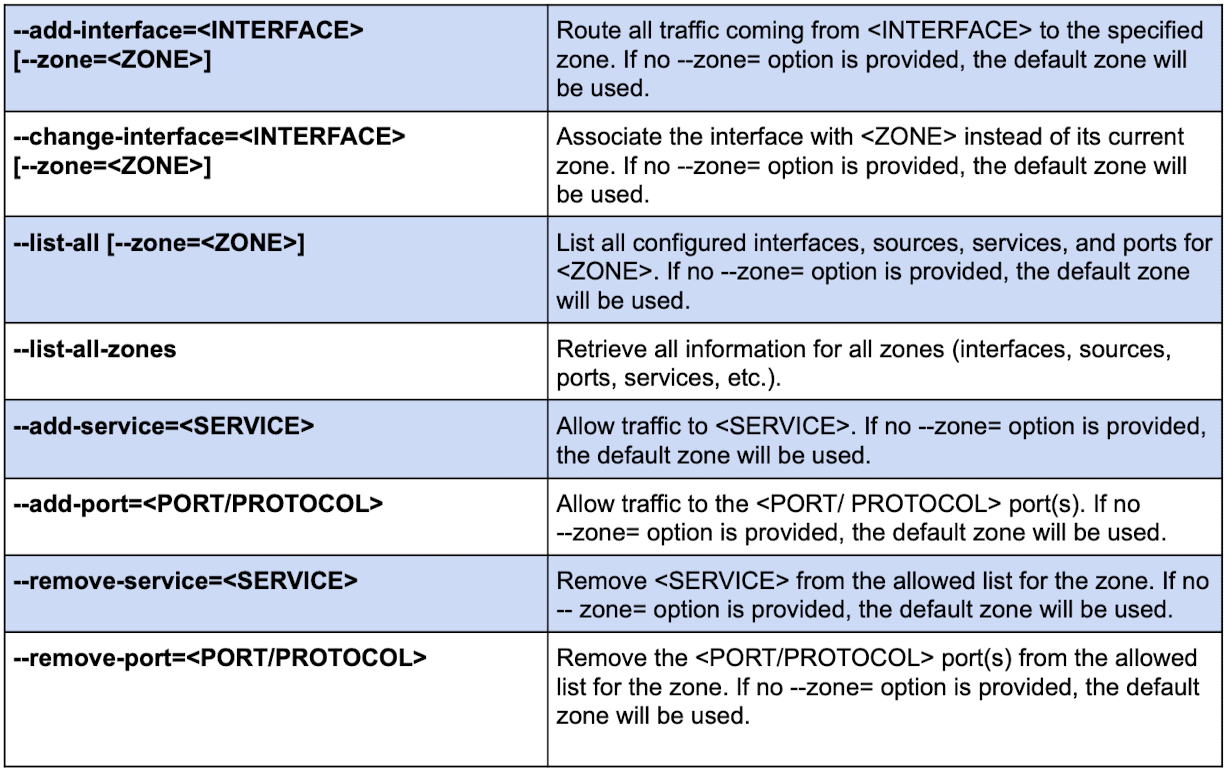 --add-interface=<INTERFACE>
[--zone=<ZONE>]
Route all traffic coming from <INTERFACE> to the specified
zone. If no --zone= option is provided, the default zone will
be used.
--change-interface=<INTERFACE>
[--zone=<ZONE>]
Associate the interface with <ZONE> instead of its current
zone. If no --zone= option is provided, the default zone will
be used.
--list-all [--zone=<ZONE>]
List all configured interfaces, sources, services, and ports for
<ZONE>. If no --zone= option is provided, the default zone
will be used.
--list-all-zones
Retrieve all information for all zones (interfaces, sources,
ports, services, etc.).
--add-service=<SERVICE>
Allow traffic to <SERVICE>. If no --zone= option is provided,
the default zone will be used.
--add-port=<PORT/PROTOCOL>
Allow traffic to the <PORT/ PROTOCOL> port(s). If no
--zone= option is provided, the default zone will be used.
--remove-service=<SERVICE>
Remove <SERVICE> from the allowed list for the zone. If no
-- zone= option is provided, the default zone will be used.
--remove-port=<PORT/PROTOCOL>
Remove the <PORT/PROTOCOL> port(s) from the allowed
list for the zone. If no --zone= option is provided, the default
zone will be used.